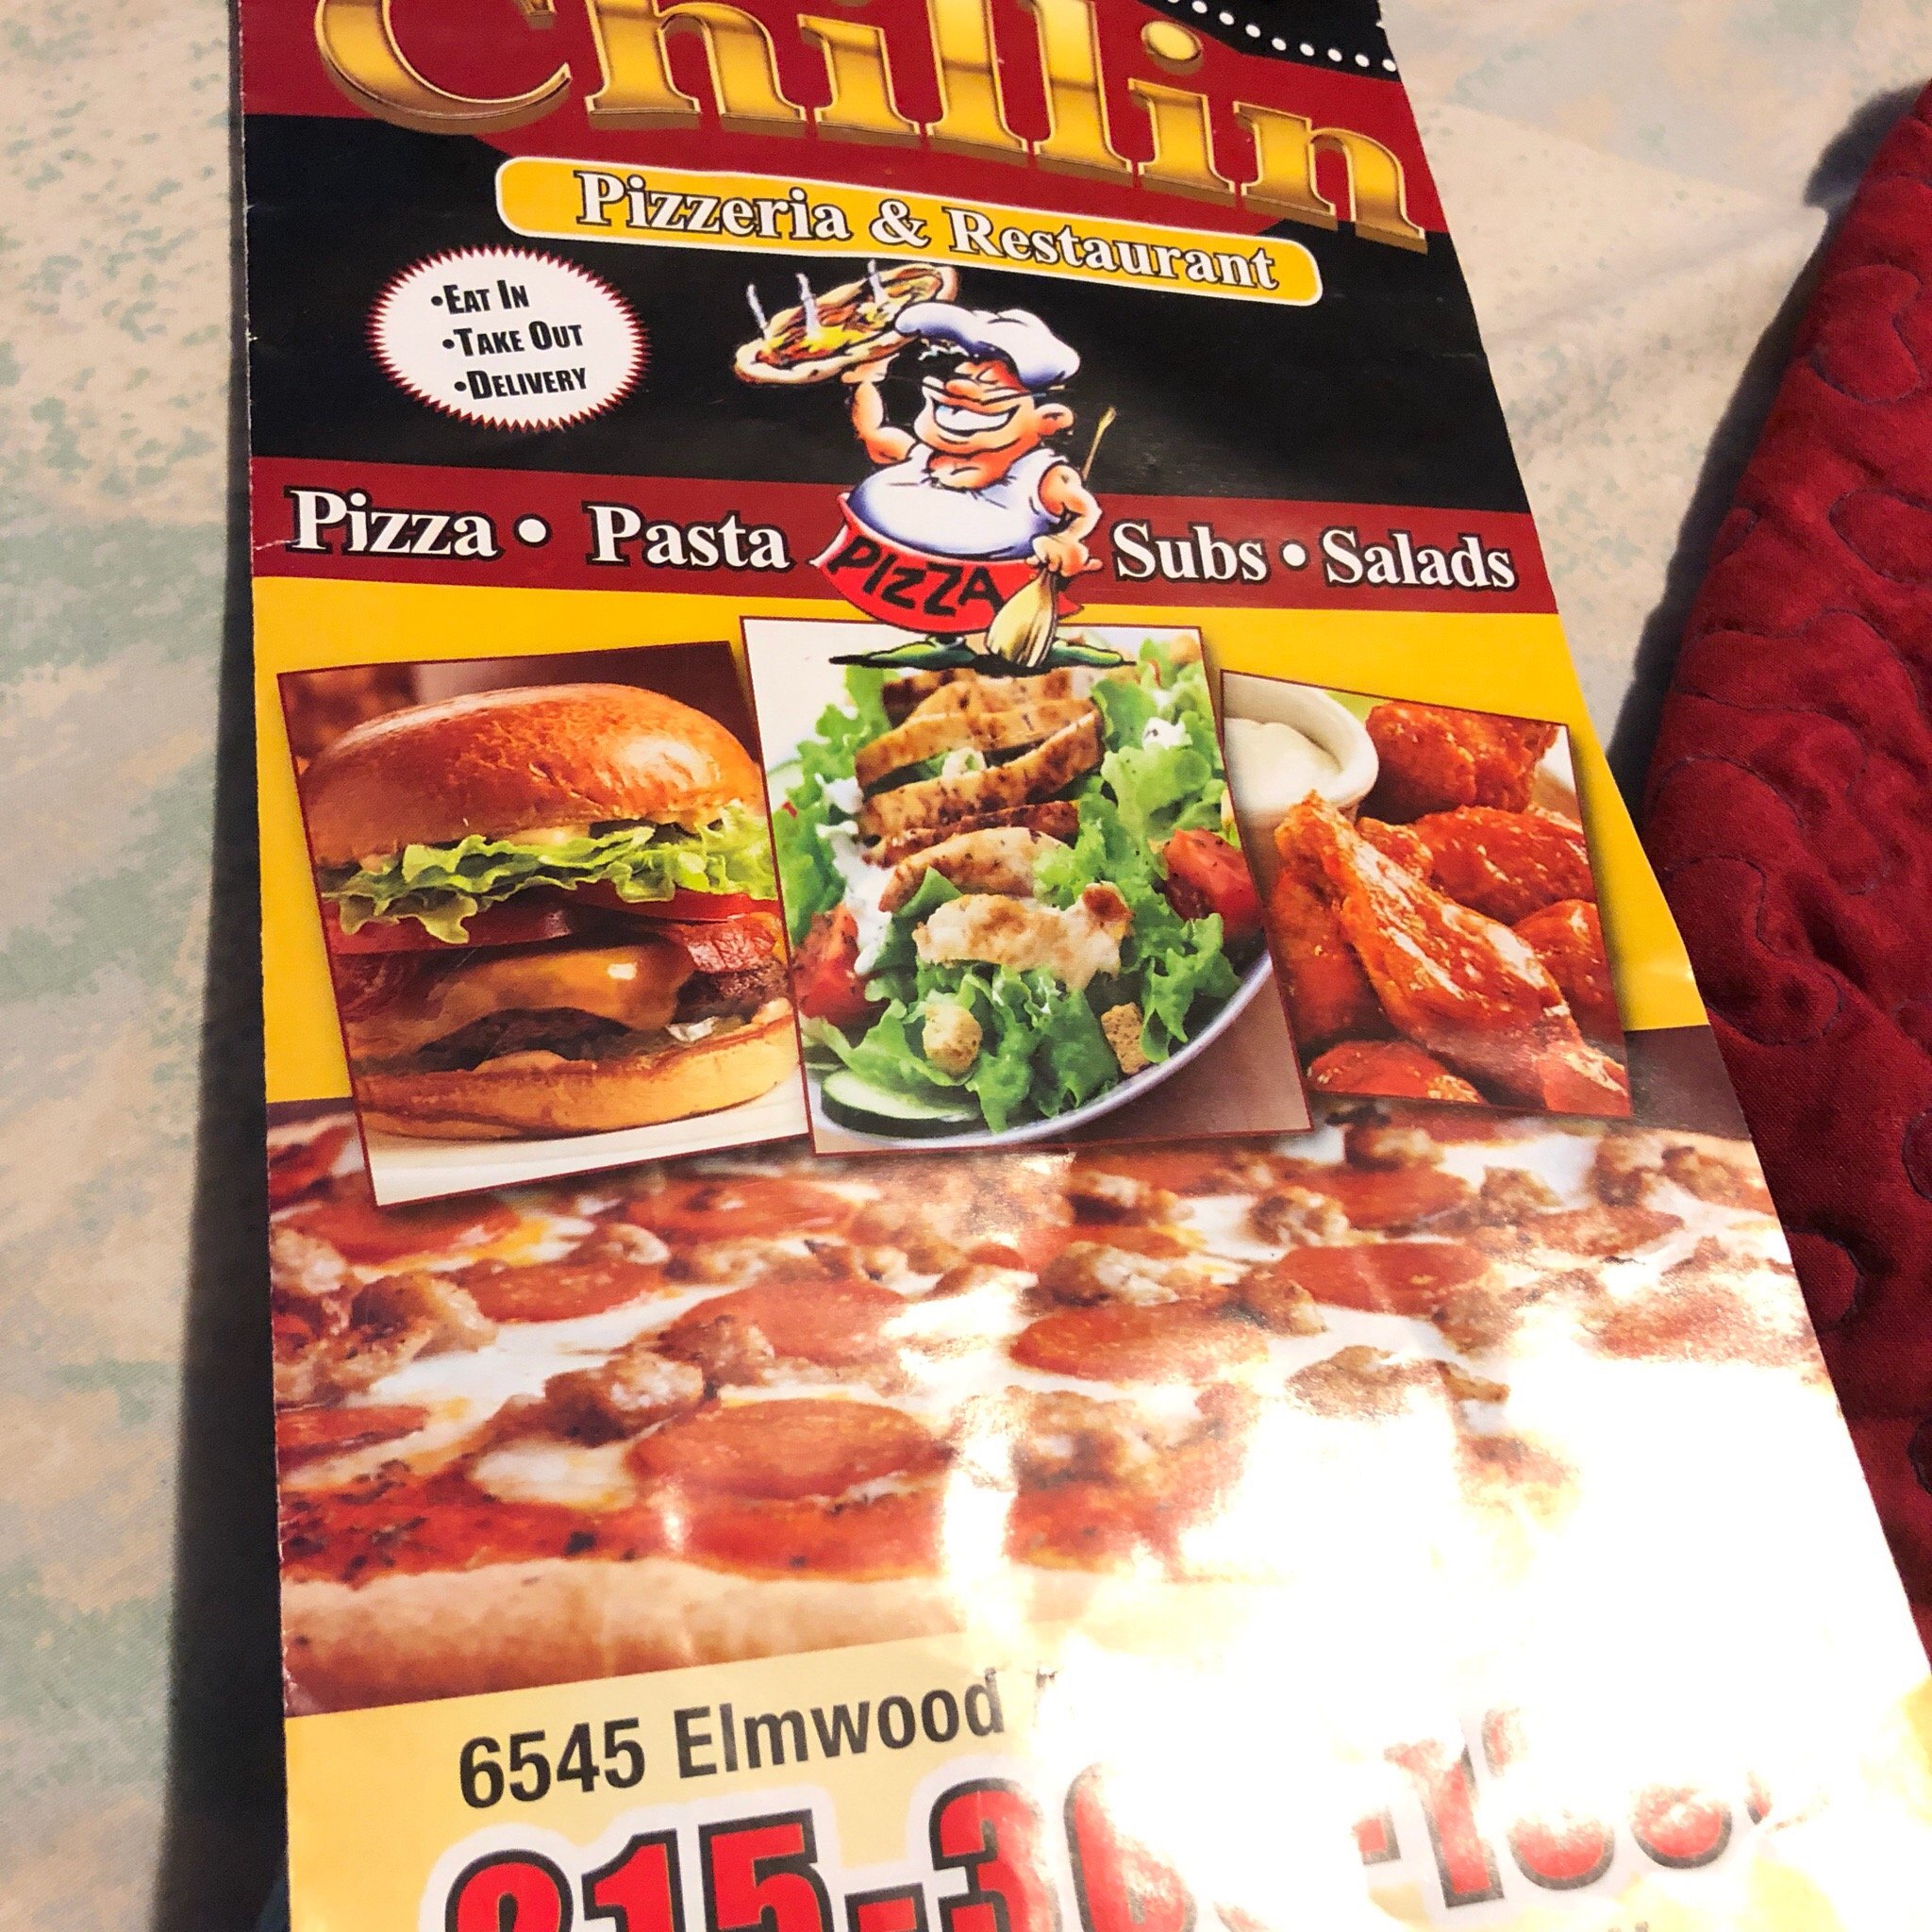 Chillin
Pizzeria & Restaurant
•EAT IN
•TAKE OUT
•DELIVERY
Pizza • Pasta
PIZZA
Subs • Salads
6545 Elmwood